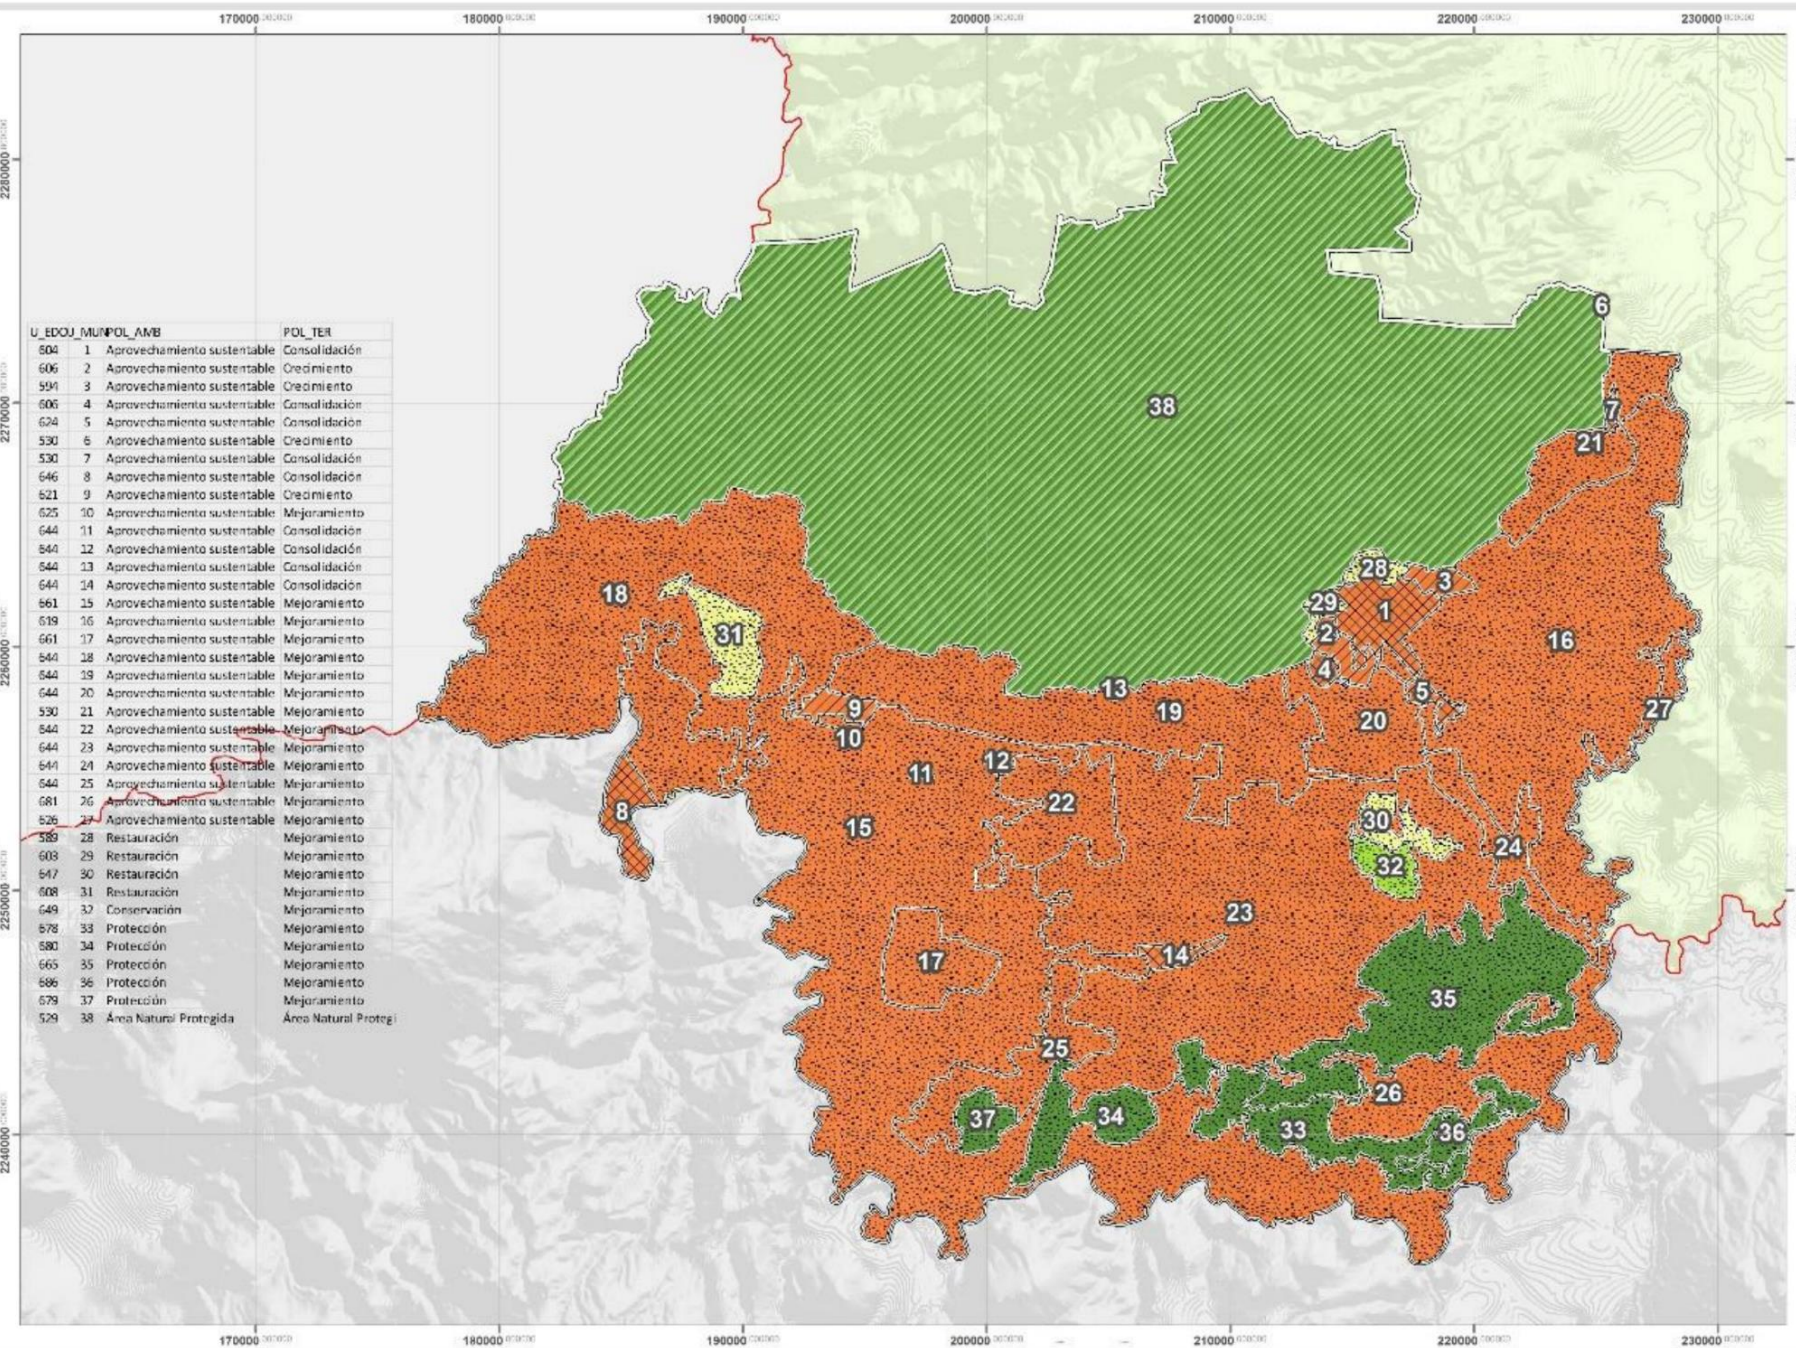 170000 180000 190000 200000 210000 220000 230000
2280000
2270000
2260000
2250000
2240000
U_EDO U_MUN POL_AMB POL_TER
604 1 Aprovechamiento sustentable Consolidación
606 2 Aprovechamiento sustentable Crecimiento
594 3 Aprovechamiento sustentable Crecimiento
606 4 Aprovechamiento sustentable Consolidación
624 5 Aprovechamiento sustentable Consolidación
530 6 Aprovechamiento sustentable Crecimiento
530 7 Aprovechamiento sustentable Consolidación
646 8 Aprovechamiento sustentable Consolidación
621 9 Aprovechamiento sustentable Crecimiento
625 10 Aprovechamiento sustentable Mejoramiento
644 11 Aprovechamiento sustentable Consolidación
644 12 Aprovechamiento sustentable Consolidación
644 13 Aprovechamiento sustentable Consolidación
644 14 Aprovechamiento sustentable Consolidación
661 15 Aprovechamiento sustentable Mejoramiento
619 16 Aprovechamiento sustentable Mejoramiento
661 17 Aprovechamiento sustentable Mejoramiento
644 18 Aprovechamiento sustentable Mejoramiento
644 19 Aprovechamiento sustentable Mejoramiento
644 20 Aprovechamiento sustentable Mejoramiento
530 21 Aprovechamiento sustentable Mejoramiento
644 22 Aprovechamiento sustentable Mejoramiento
644 23 Aprovechamiento sustentable Mejoramiento
644 24 Aprovechamiento sustentable Mejoramiento
644 25 Aprovechamiento sustentable Mejoramiento
681 26 Aprovechamiento sustentable Mejoramiento
626 27 Aprovechamiento sustentable Mejoramiento
589 28 Restauración Mejoramiento
603 29 Restauración Mejoramiento
647 30 Restauración Mejoramiento
608 31 Restauración Mejoramiento
649 32 Conservación Mejoramiento
678 33 Protección Mejoramiento
680 34 Protección Mejoramiento
665 35 Protección Mejoramiento
686 36 Protección Mejoramiento
679 37 Protección Mejoramiento
529 38 Área Natural Protegida Área Natural Protegi
6
38
7
21
28
3
18
29
1
31
2
16
4
13
5
9
19
27
20
10
12
11
22
8
30
15
24
32
23
14
17
35
25
26
37
34
33
36
170000 180000 190000 200000 210000 220000 230000